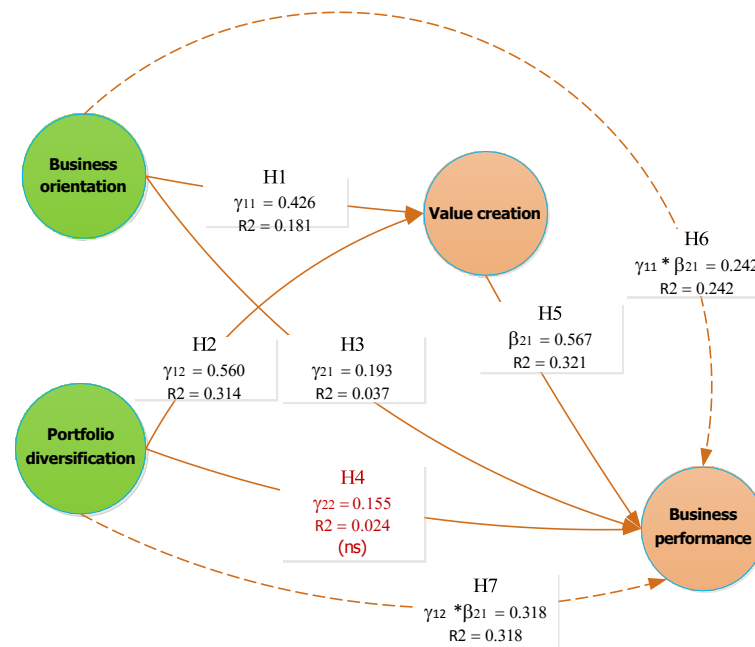 Business
orientation
H1
γ11 = 0.426
R2 = 0.181
Value creation
H6
γ11 * β21 = 0.242
R2 = 0.242
H5
β21 = 0.567
R2 = 0.321
H2
γ12 = 0.560
R2 = 0.314
H3
γ21 = 0.193
R2 = 0.037
Portfolio
diversification
H4
γ22 = 0.155
R2 = 0.024
(ns)
Business
performance
H7
γ12 *β21 = 0.318
R2 = 0.318